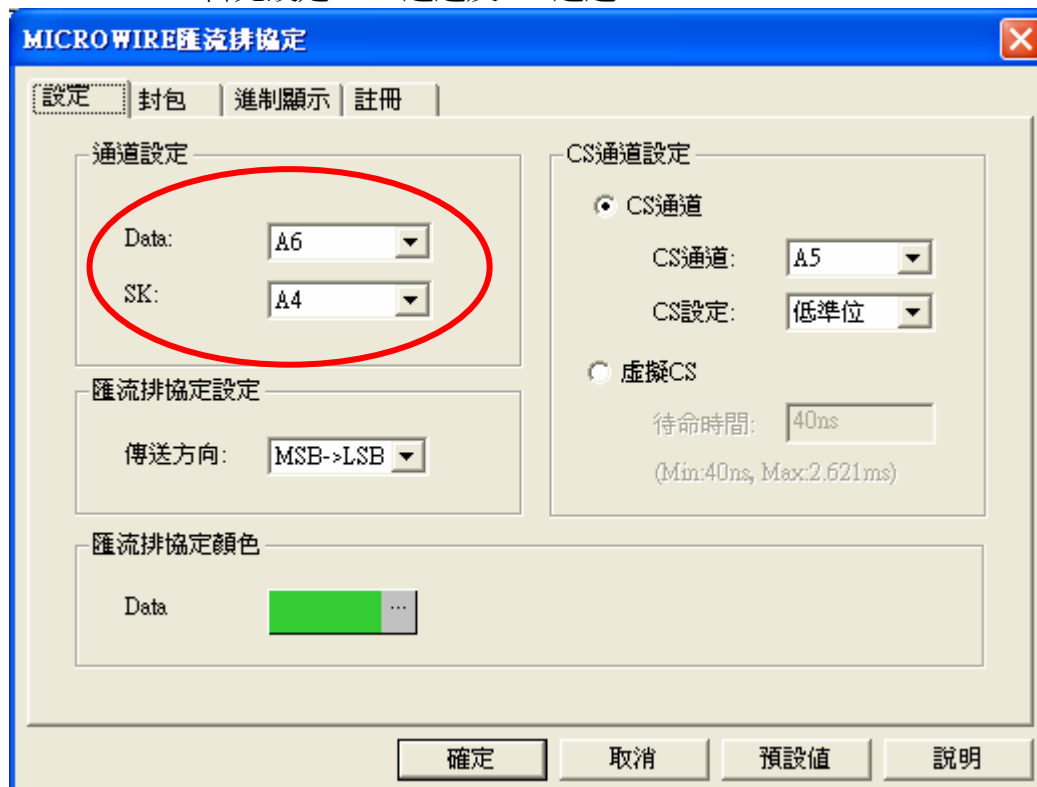 MICROWIRE匯流排協定
設定 封包 進制顯示 註冊
通道設定
Data: A6
SK: A4
匯流排協定設定
傳送方向: MSB->LSB
CS通道設定
CS通道
CS通道: A5
CS設定: 低準位
虛擬CS
待命時間: 40ns
(Min:40ns, Max:2.621ms)
匯流排協定顏色
Data ...
確定 取消 預設值 說明